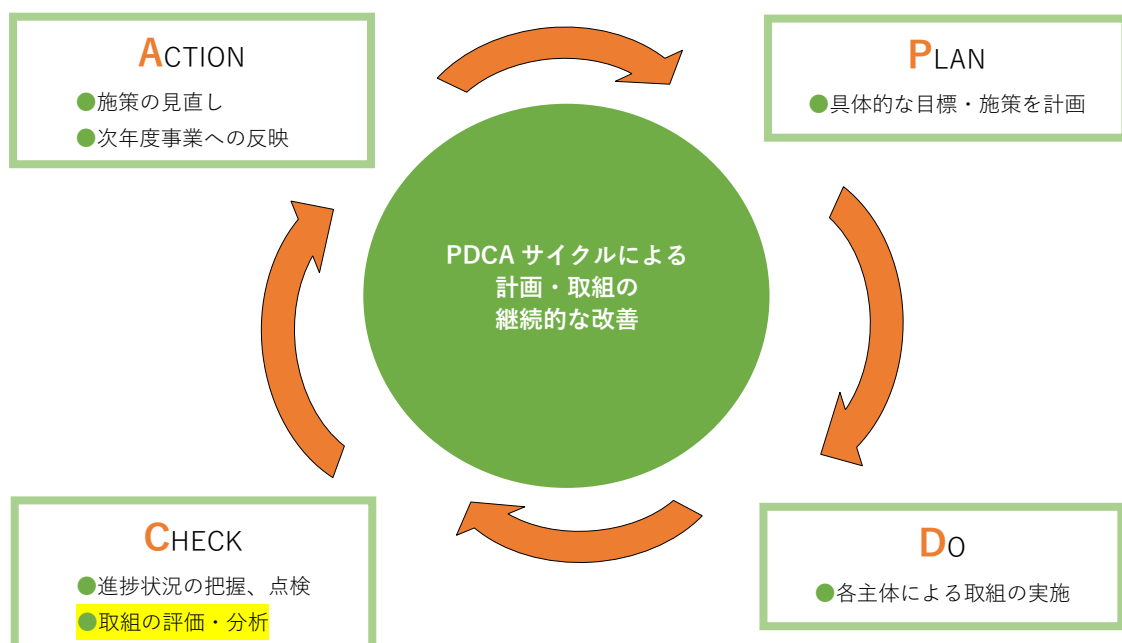 ACTION
●施策の見直し
●次年度事業への反映
PLAN
●具体的な目標・施策を計画
PDCA サイクルによる
計画・取組の
継続的な改善
CHECK
●進捗状況の把握、点検
●取組の評価・分析
DO
●各主体による取組の実施